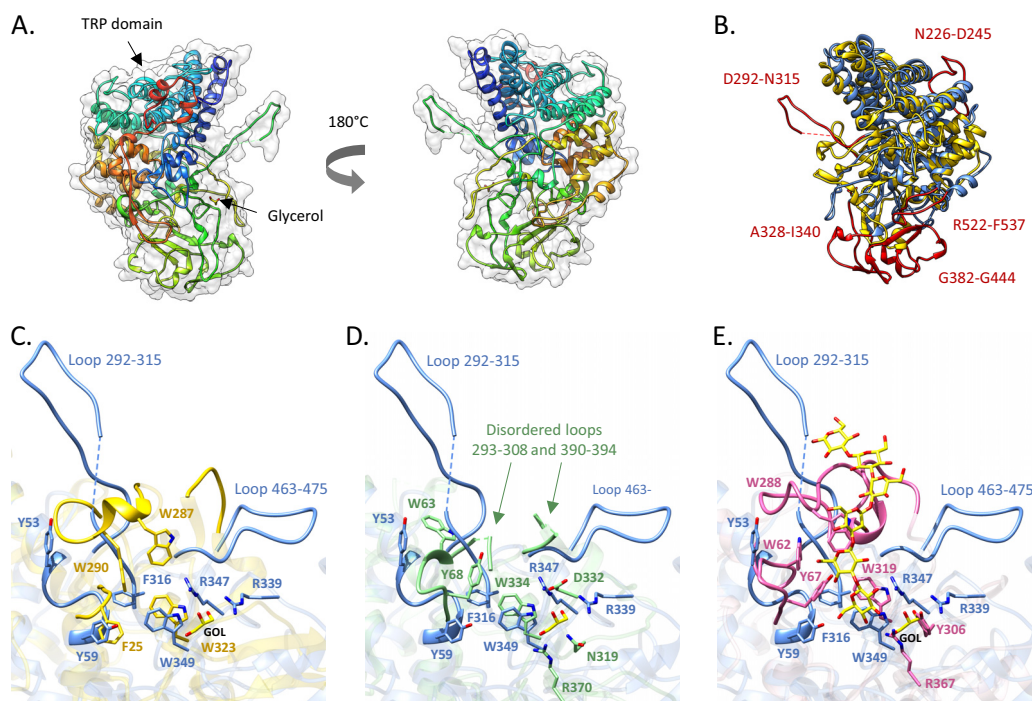 A.
TRP domain
180°C
Glycerol
B.
N226-D245
D292-N315
A328-I340
R522-F537
G382-G444
C.
Loop 292-315
Loop 463-475
W287
Y53
W290
F316
R347
R339
GOL
Y59
F25
W349
W323
D.
Loop 292-315
Disordered loops
293-308 and 390-394
Loop 463-
W63
Y53
Y68
W334
R347
D332
F316
R339
Y59
W349
N319
R370
E.
Loop 292-315
W288
Loop 463-475
Y53
W62
Y67
W319
R347
R339
F316
GOL
Y306
Y59
W349
R367